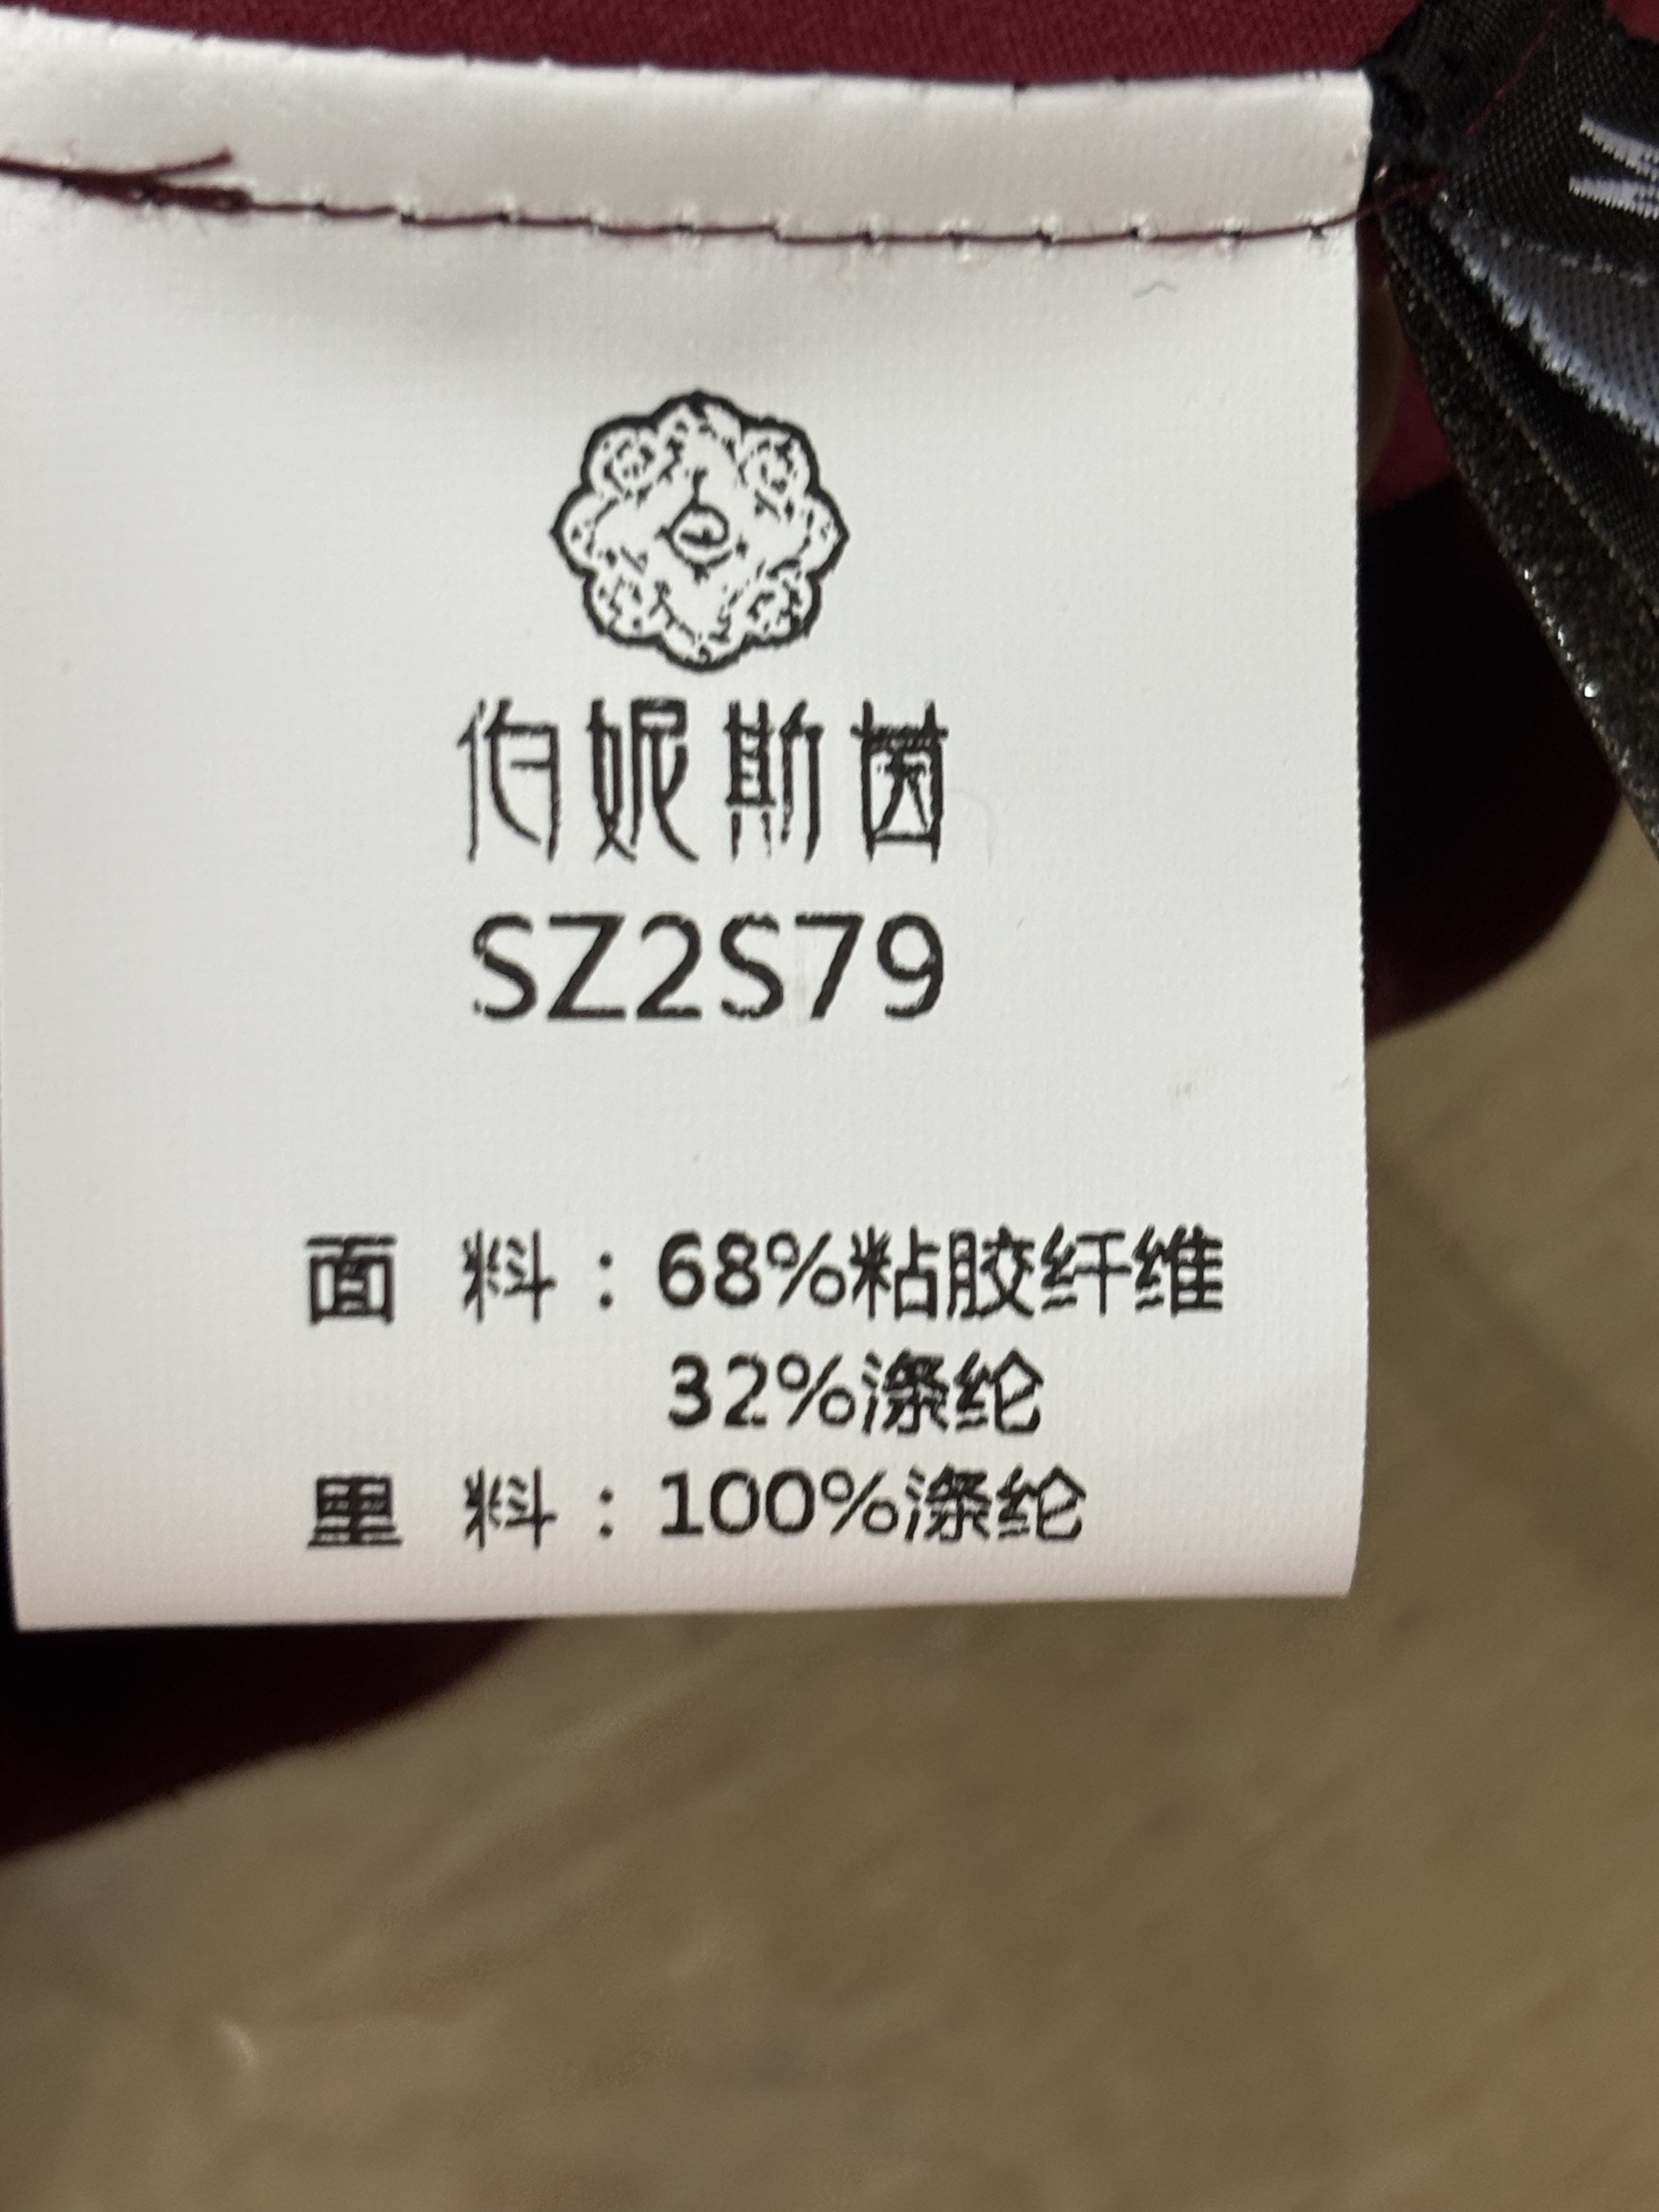 伯妮斯茵
SZ2S79
面 料：68%粘胶纤维
32%涤纶
里 料：100%涤纶